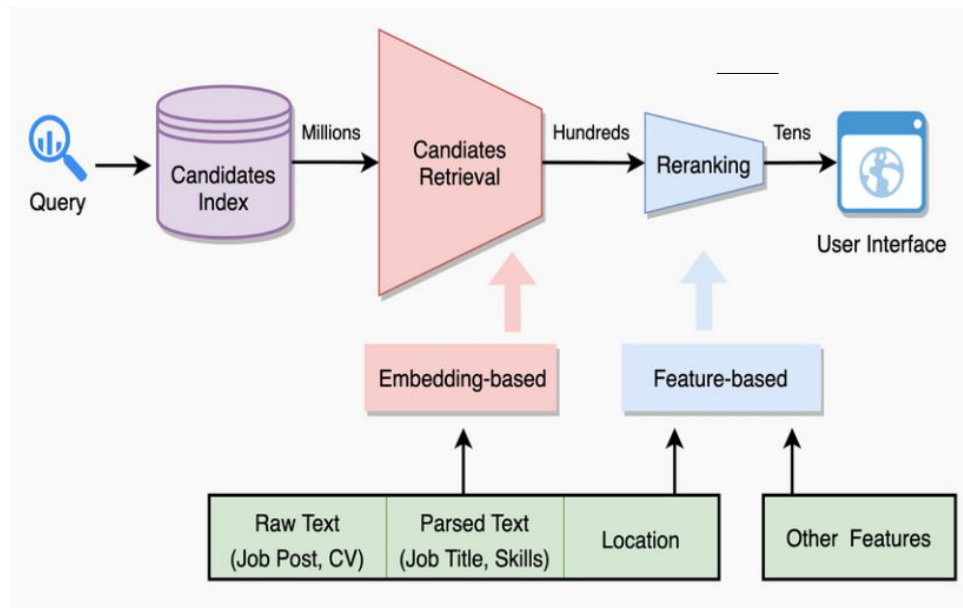 Query
Candidates
Index
Millions
Candiates
Retrieval
Hundreds
Reranking
Tens
User Interface
Embedding-based
Feature-based
Raw Text
(Job Post, CV)
Parsed Text
(Job Title, Skills)
Location
Other Features